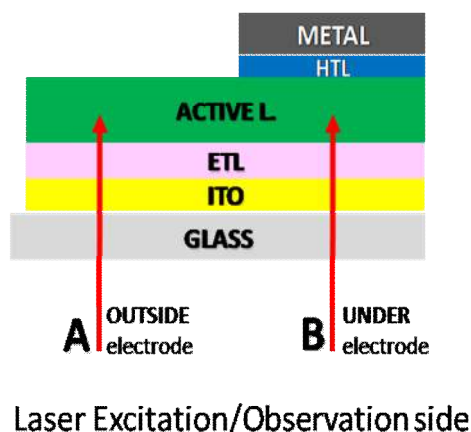 METAL
HTL
ACTIVE L.
ETL
ITO
GLASS
A OUTSIDE electrode
B UNDER electrode
Laser Excitation/Observation side